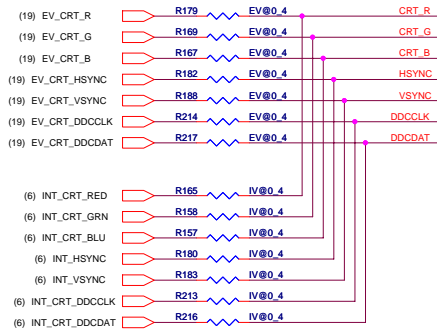 (19) EV_CRT_R R179 EV@0_4 CRT_R
(19) EV_CRT_G R169 EV@0_4 CRT_G
(19) EV_CRT_B R167 EV@0_4 CRT_B
(19) EV_CRT_HSYNC R182 EV@0_4 HSYNC
(19) EV_CRT_VSYNC R188 EV@0_4 VSYNC
(19) EV_CRT_DDCCLK R214 EV@0_4 DDCCLK
(19) EV_CRT_DDCDAT R217 EV@0_4 DDCDAT
(6) INT_CRT_RED R165 IV@0_4
(6) INT_CRT_GRN R158 IV@0_4
(6) INT_CRT_BLU R157 IV@0_4
(6) INT_HSYNC R180 IV@0_4
(6) INT_VSYNC R183 IV@0_4
(6) INT_CRT_DDCCLK R213 IV@0_4
(6) INT_CRT_DDCDAT R216 IV@0_4